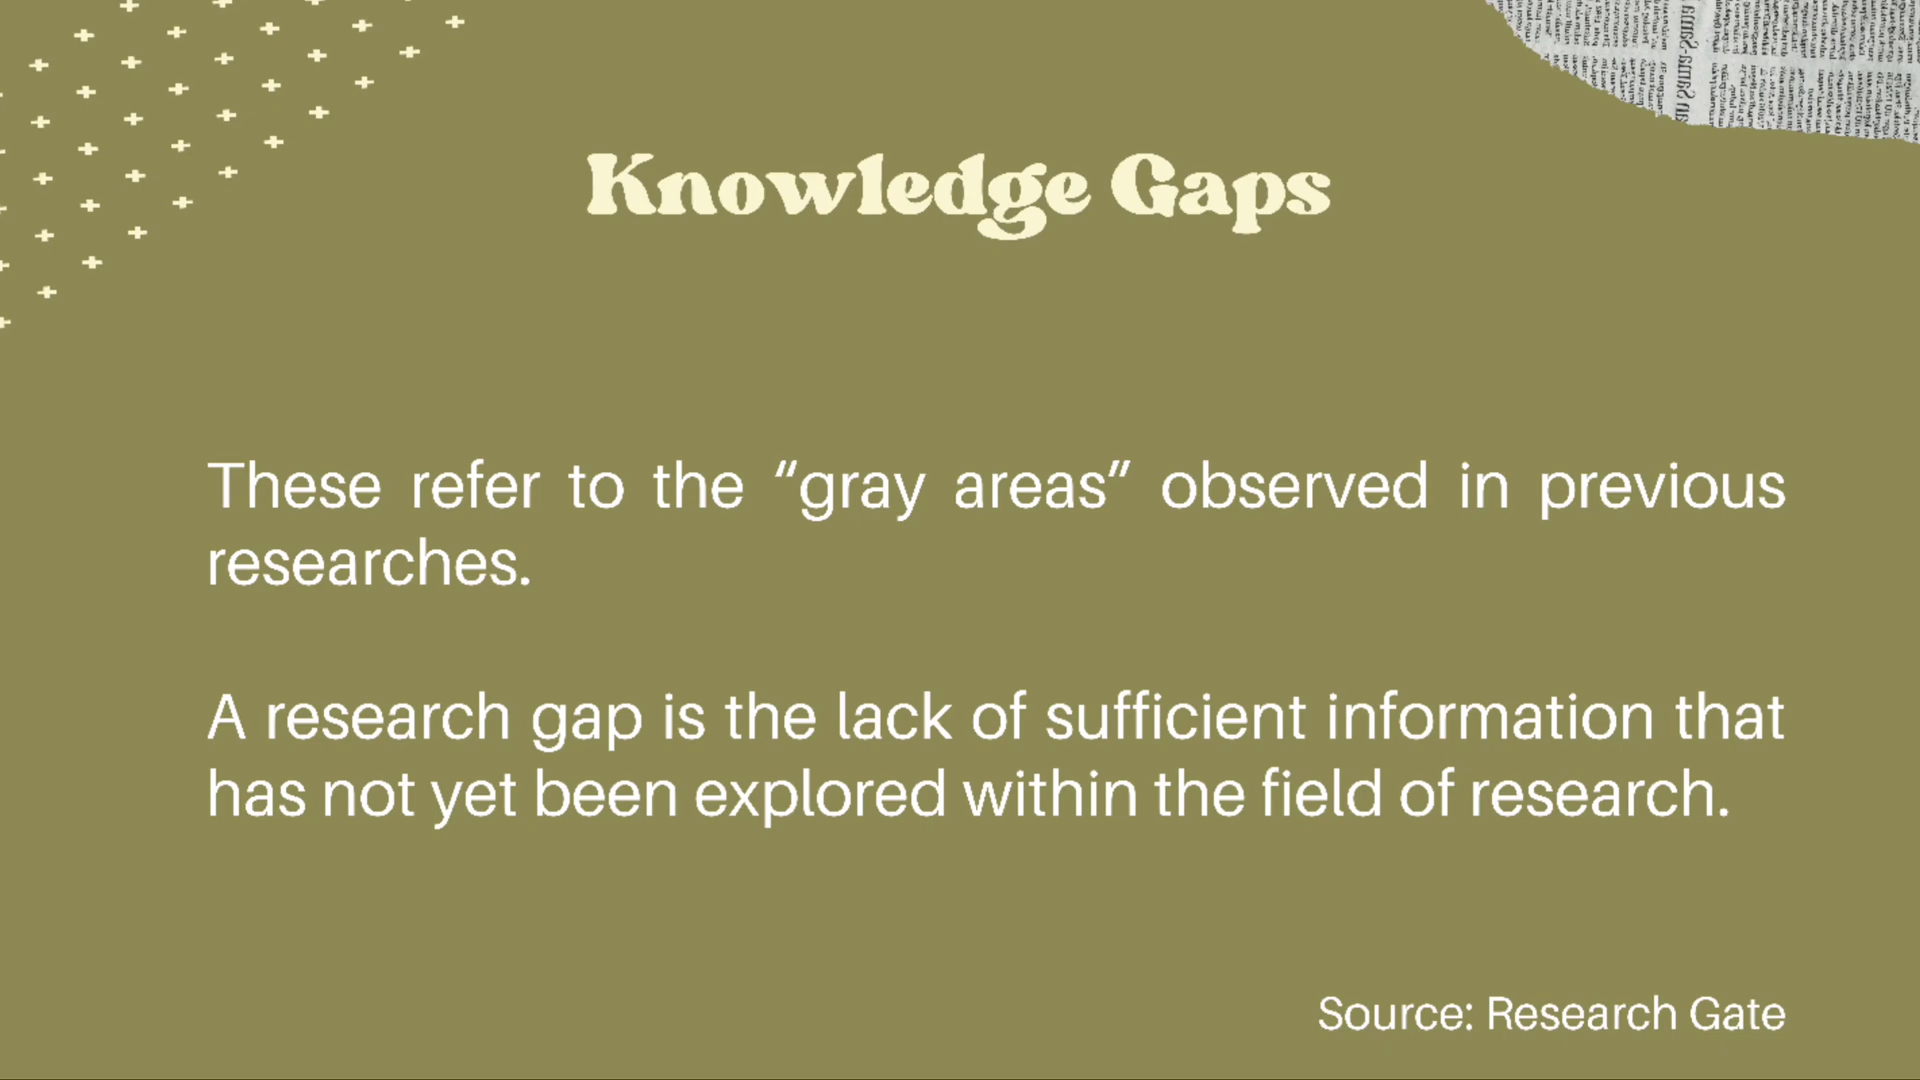 Knowledge Gaps
These refer to the “gray areas” observed in previous
researches.
A research gap is the lack of sufficient information that
has not yet been explored within the field of research.
Source: Research Gate